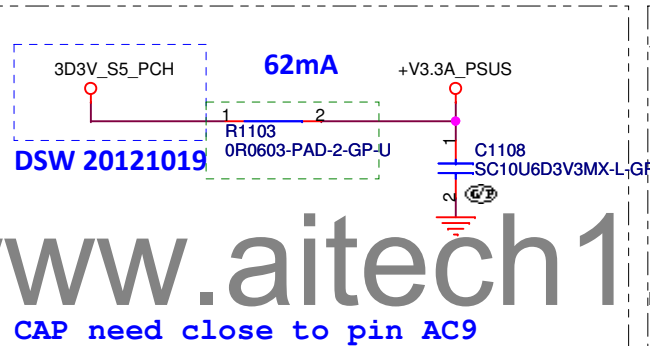 3D3V_S5_PCH
62mA
+V3.3A_PSUS
1
2
R1103
0R0603-PAD-2-GP-U
DSW 20121019
1
C1108
SC10U6D3V3MX-L-GP
2
G/P
ww.aitech1
CAP need close to pin AC9